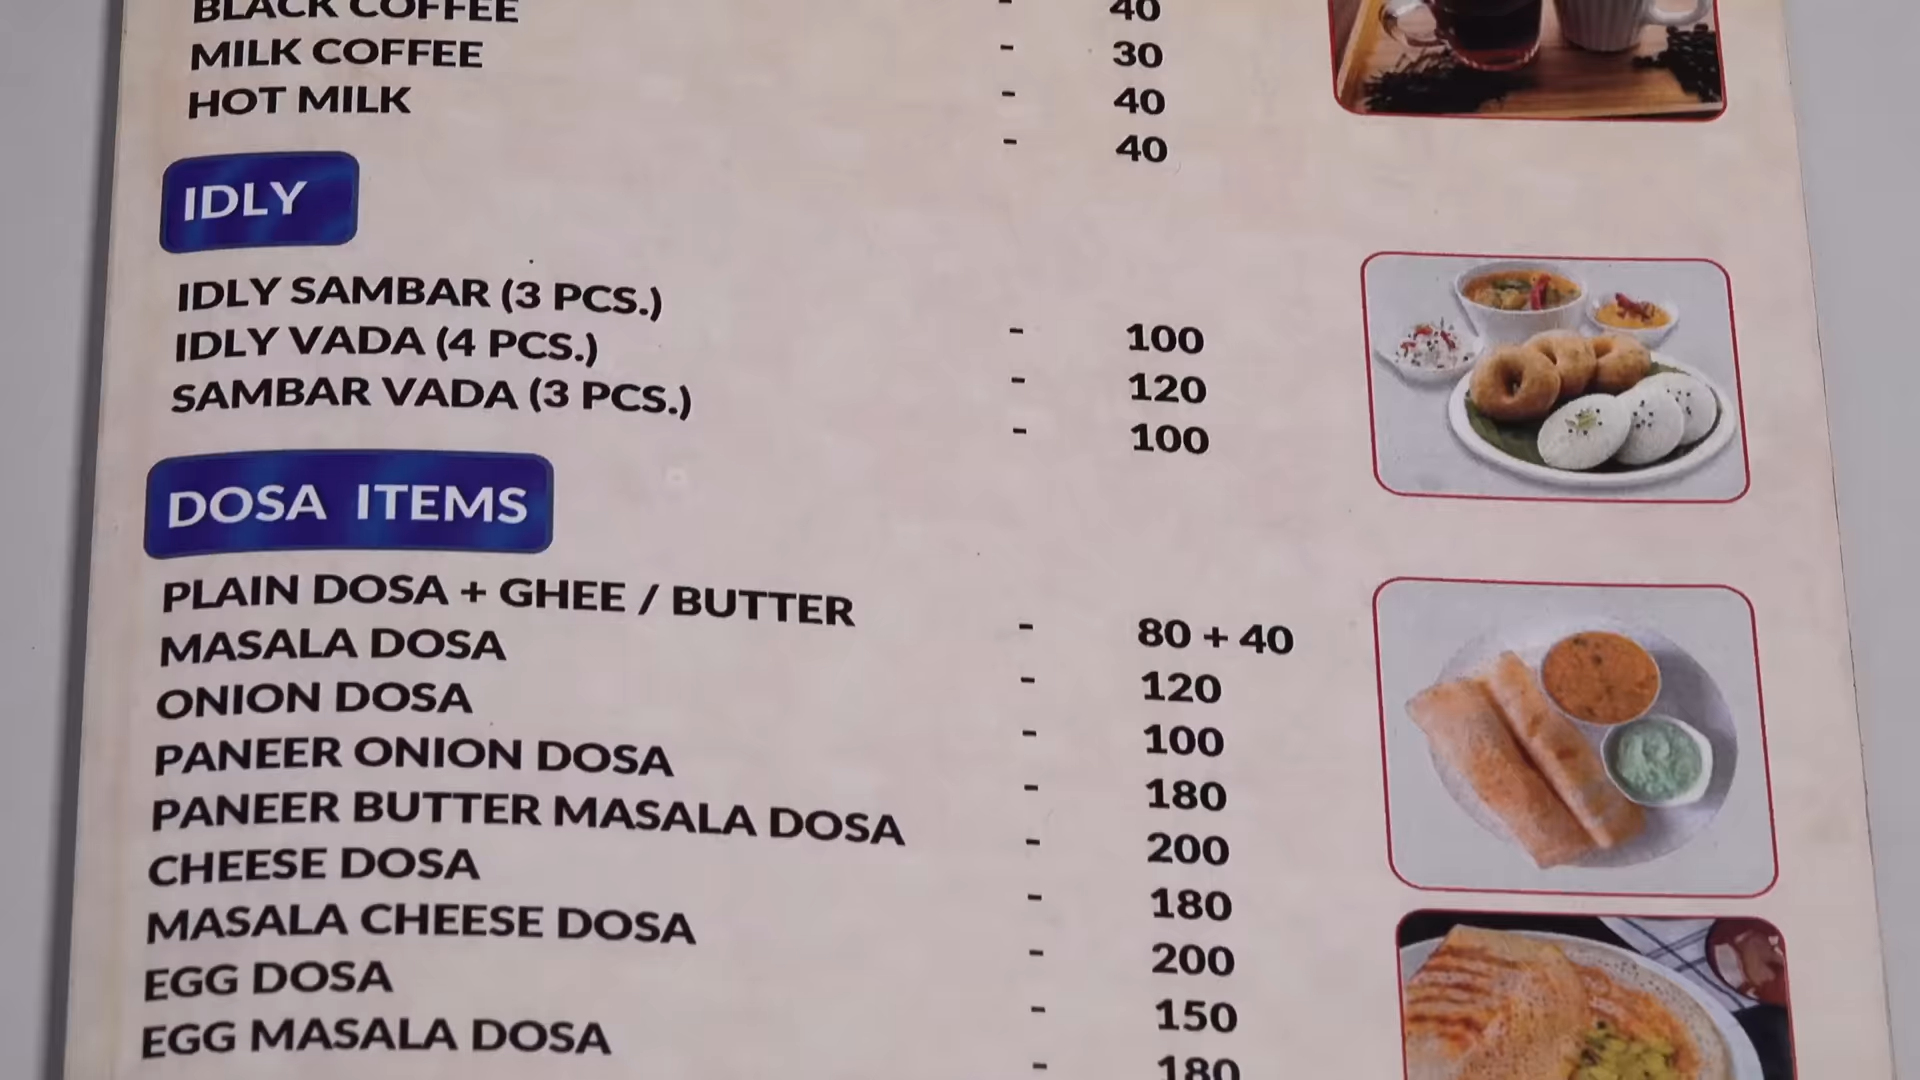 BLACK COFFEE - 40
MILK COFFEE - 30
HOT MILK - 40
- 40
IDLY
IDLY SAMBAR (3 PCS.) - 100
IDLY VADA (4 PCS.) - 120
SAMBAR VADA (3 PCS.) - 100
DOSA ITEMS
PLAIN DOSA + GHEE / BUTTER - 80 + 40
MASALA DOSA - 120
ONION DOSA - 100
PANEER ONION DOSA - 180
PANEER BUTTER MASALA DOSA - 200
CHEESE DOSA - 180
MASALA CHEESE DOSA - 200
EGG DOSA - 150
EGG MASALA DOSA - 180